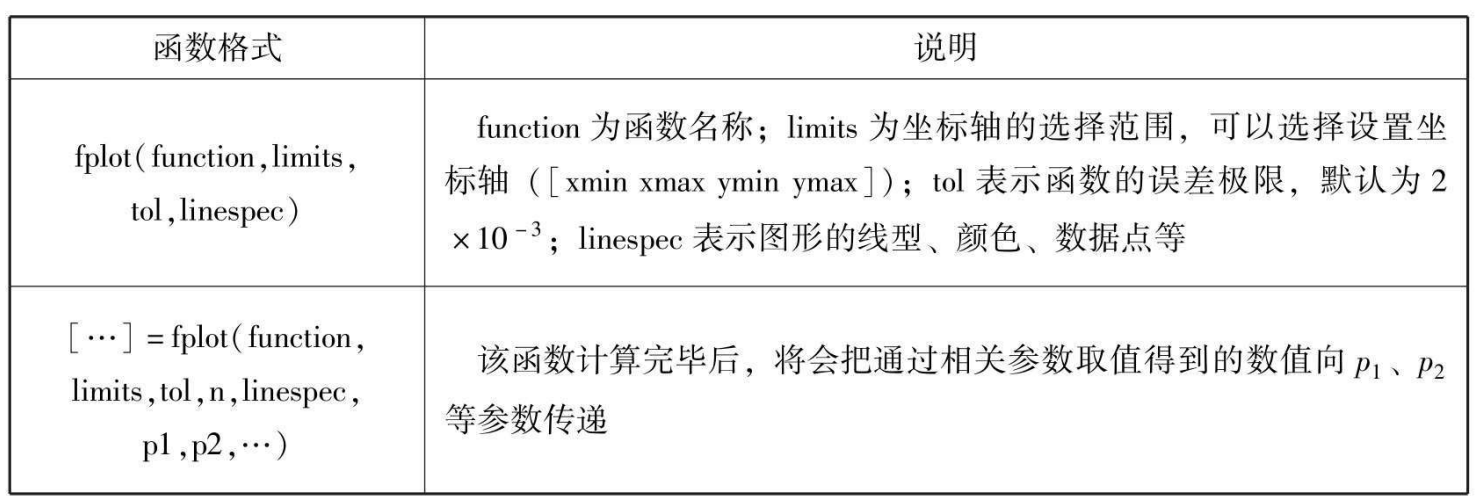 函数格式
说明
fplot(function,limits,
tol,linespec)
function 为函数名称；limits 为坐标轴的选择范围，可以选择设置坐
标轴（[xmin xmax ymin ymax]）；tol 表示函数的误差极限，默认为 2
×10⁻³；linespec 表示图形的线型、颜色、数据点等
[…]=fplot(function,
limits,tol,n,linespec,
p1,p2,…)
该函数计算完毕后，将会把通过相关参数取值得到的数值向 p₁、p₂
等参数传递